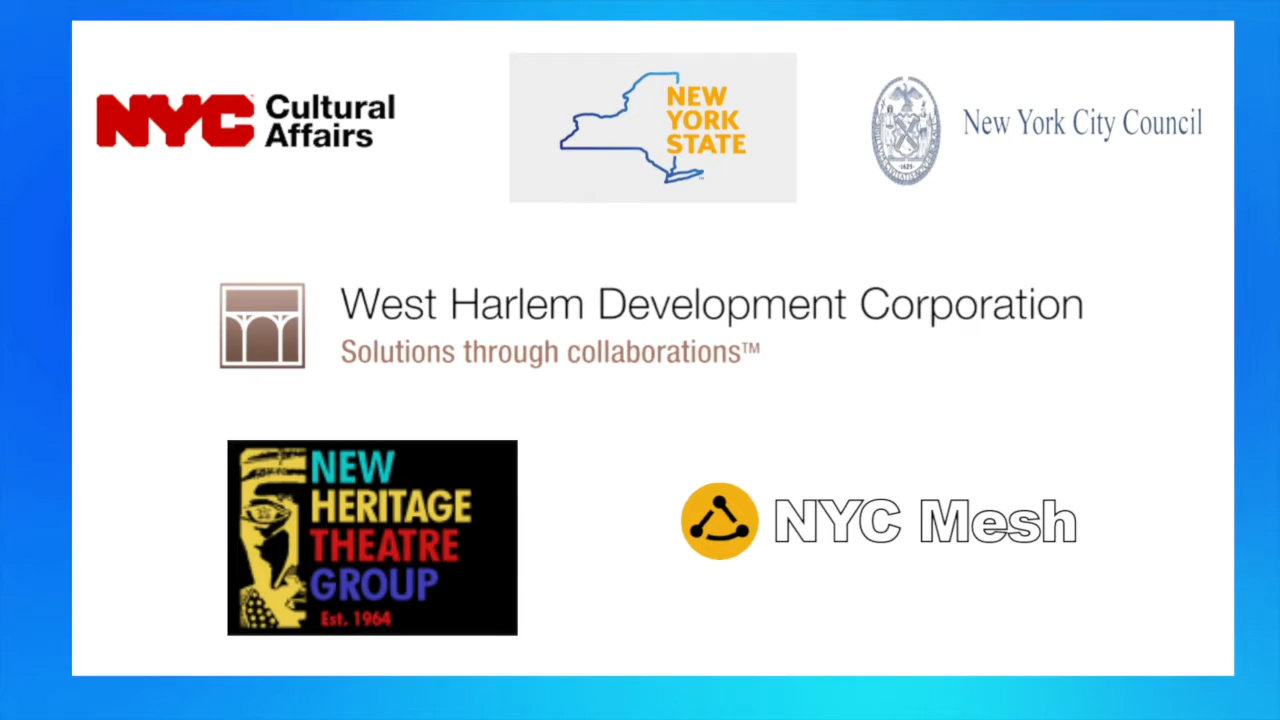 NYC Cultural
Affairs
NEW
YORK
STATE
New York City Council
1625
West Harlem Development Corporation
Solutions through collaborations™
NEW
HERITAGE
THEATRE
GROUP
Est. 1964
NYC Mesh